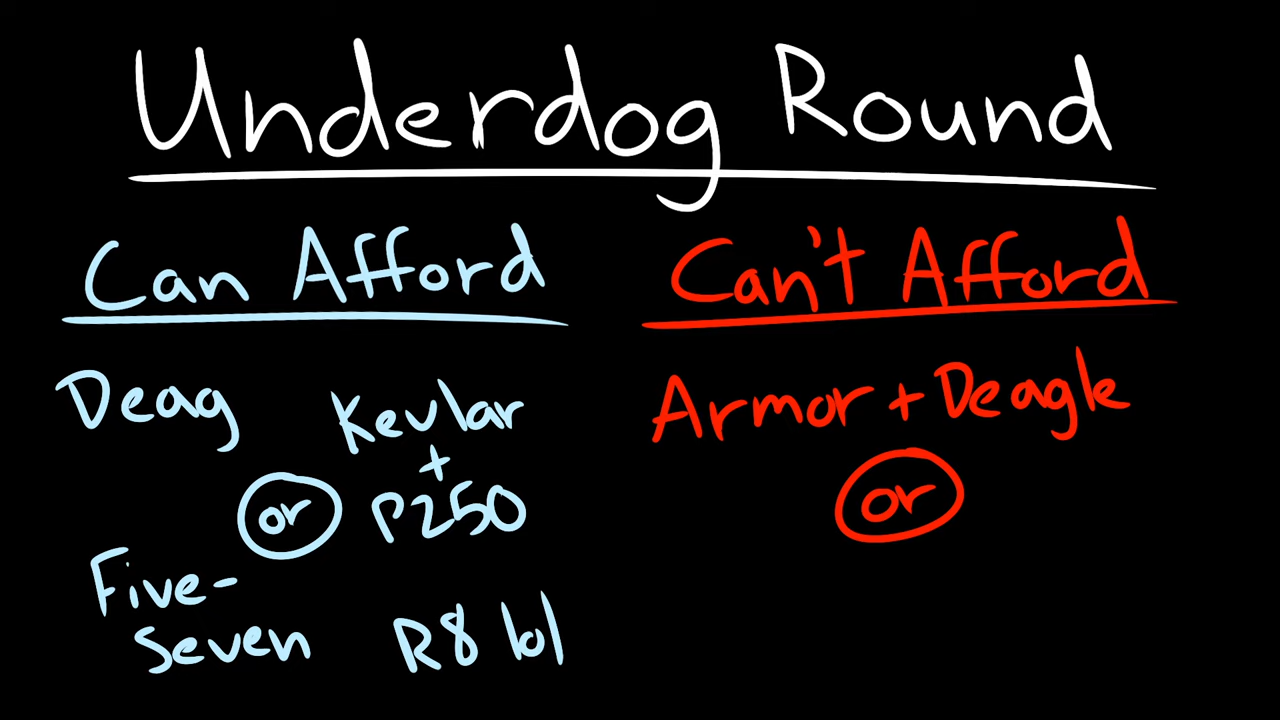 Underdog Round
Can Afford
Deag
Kevlar
+
or
P250
Five-
Seven
R8 lol
Can't Afford
Armor + Deagle
or